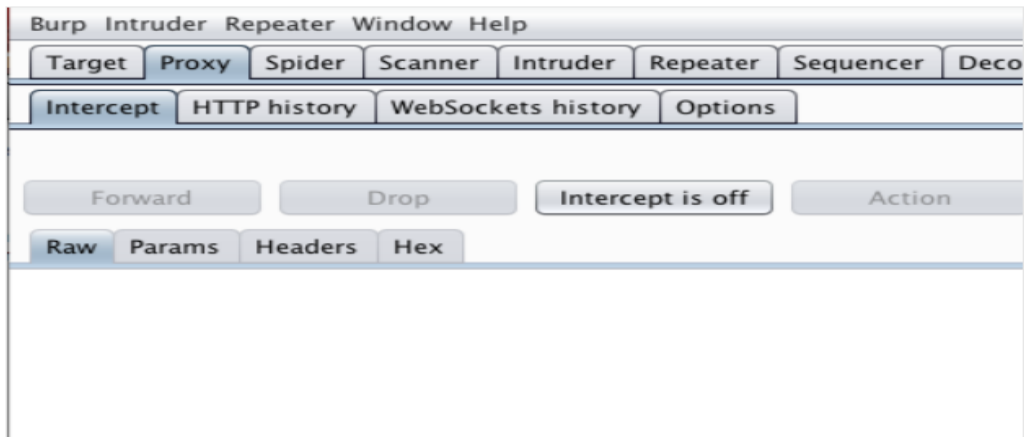 Burp Intruder Repeater Window Help
Target Proxy Spider Scanner Intruder Repeater Sequencer Deco
Intercept HTTP history WebSockets history Options
Forward Drop Intercept is off Action
Raw Params Headers Hex